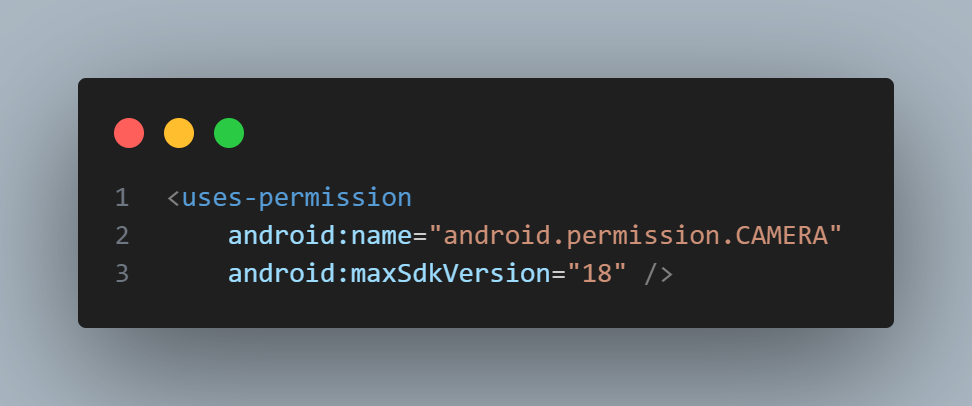 1 <uses-permission
2     android:name="android.permission.CAMERA"
3     android:maxSdkVersion="18" />